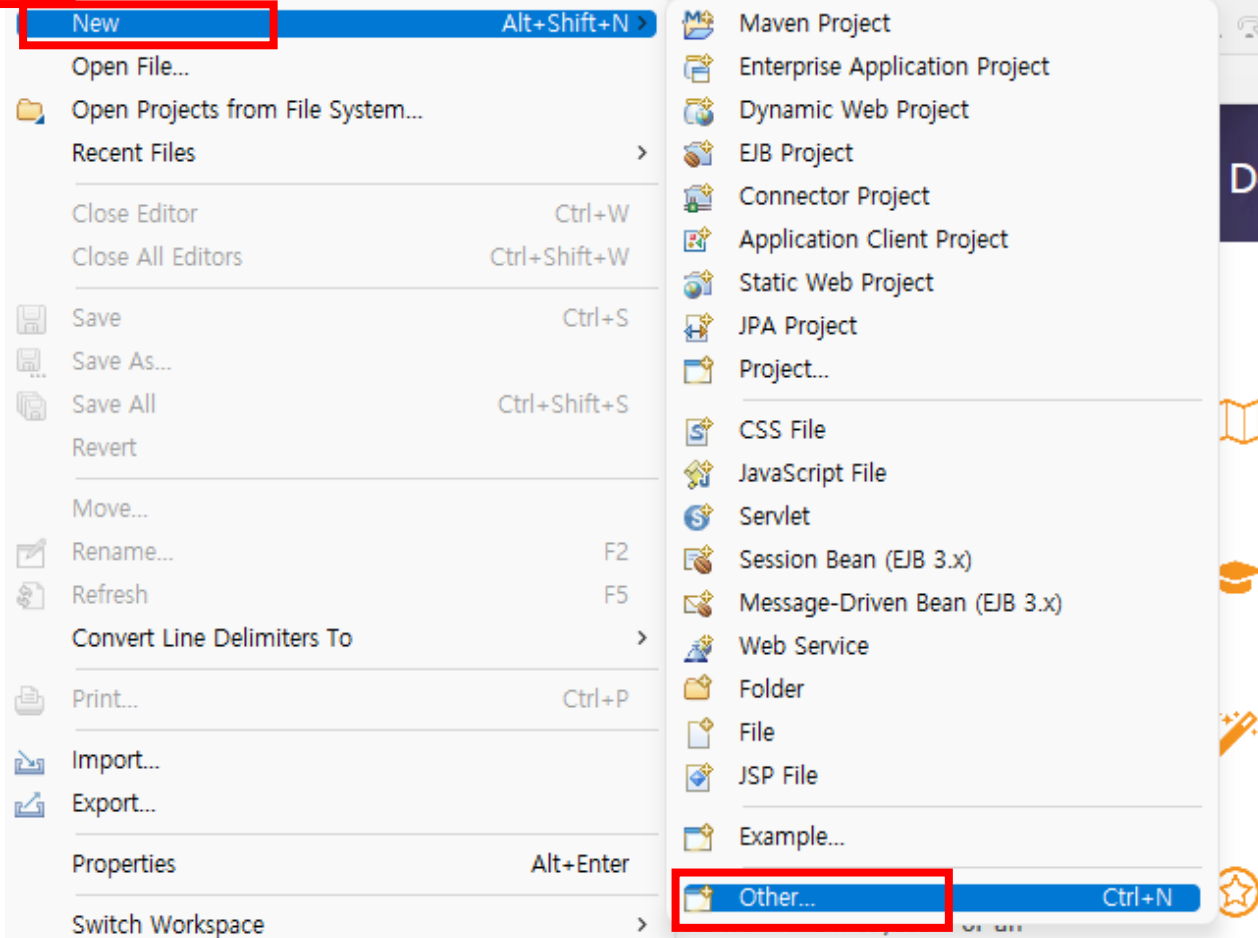 New Alt+Shift+N
Open File...
Open Projects from File System...
Recent Files
Close Editor Ctrl+W
Close All Editors Ctrl+Shift+W
Save Ctrl+S
Save As...
Save All Ctrl+Shift+S
Revert
Move...
Rename... F2
Refresh F5
Convert Line Delimiters To
Print... Ctrl+P
Import...
Export...
Properties Alt+Enter
Switch Workspace
Maven Project
Enterprise Application Project
Dynamic Web Project
EJB Project
Connector Project
Application Client Project
Static Web Project
JPA Project
Project...
CSS File
JavaScript File
Servlet
Session Bean (EJB 3.x)
Message-Driven Bean (EJB 3.x)
Web Service
Folder
File
JSP File
Example...
Other... Ctrl+N
D